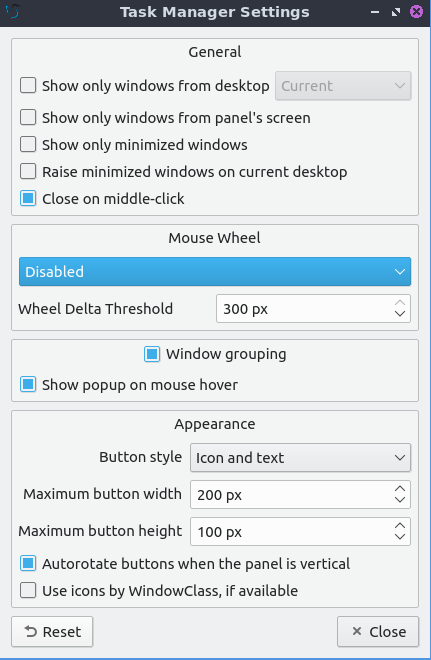 Task Manager Settings
General
Show only windows from desktop Current
Show only windows from panel's screen
Show only minimized windows
Raise minimized windows on current desktop
Close on middle-click
Mouse Wheel
Disabled
Wheel Delta Threshold 300 px
Window grouping
Show popup on mouse hover
Appearance
Button style Icon and text
Maximum button width 200 px
Maximum button height 100 px
Autorotate buttons when the panel is vertical
Use icons by WindowClass, if available
Reset Close